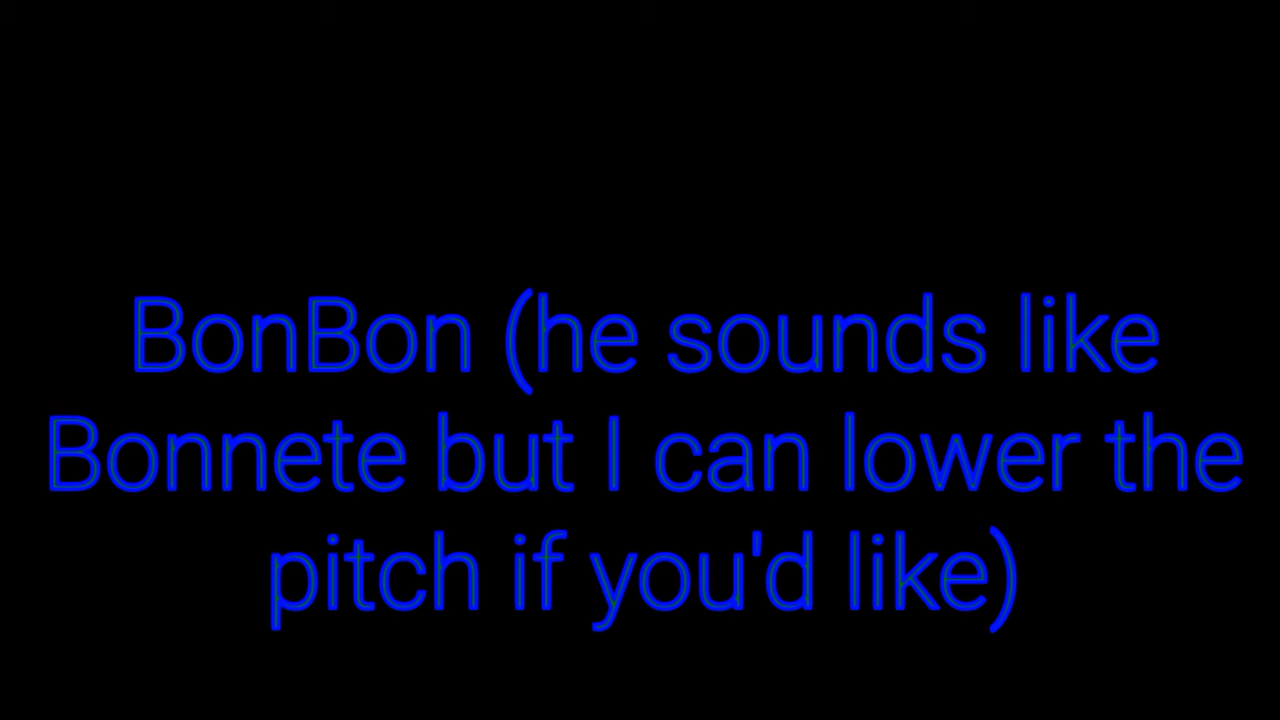 BonBon (he sounds like
Bonnete but I can lower the
pitch if you'd like)